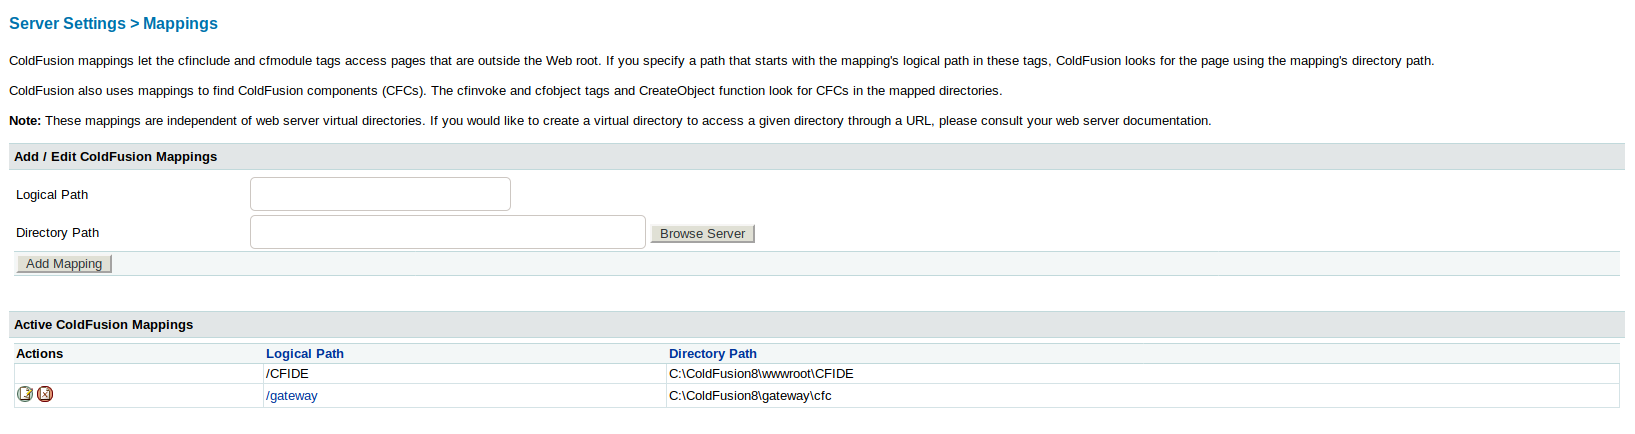 Server Settings > Mappings
ColdFusion mappings let the cfinclude and cfmodule tags access pages that are outside the Web root. If you specify a path that starts with the mapping's logical path in these tags, ColdFusion looks for the page using the mapping's directory path.
ColdFusion also uses mappings to find ColdFusion components (CFCs). The cfinvoke and cfobject tags and CreateObject function look for CFCs in the mapped directories.
Note: These mappings are independent of web server virtual directories. If you would like to create a virtual directory to access a given directory through a URL, please consult your web server documentation.
Add / Edit ColdFusion Mappings
Logical Path
Directory Path Browse Server
Add Mapping
Active ColdFusion Mappings
Actions Logical Path Directory Path
/CFIDE C:\ColdFusion8\wwwroot\CFIDE
/gateway C:\ColdFusion8\gateway\cfc